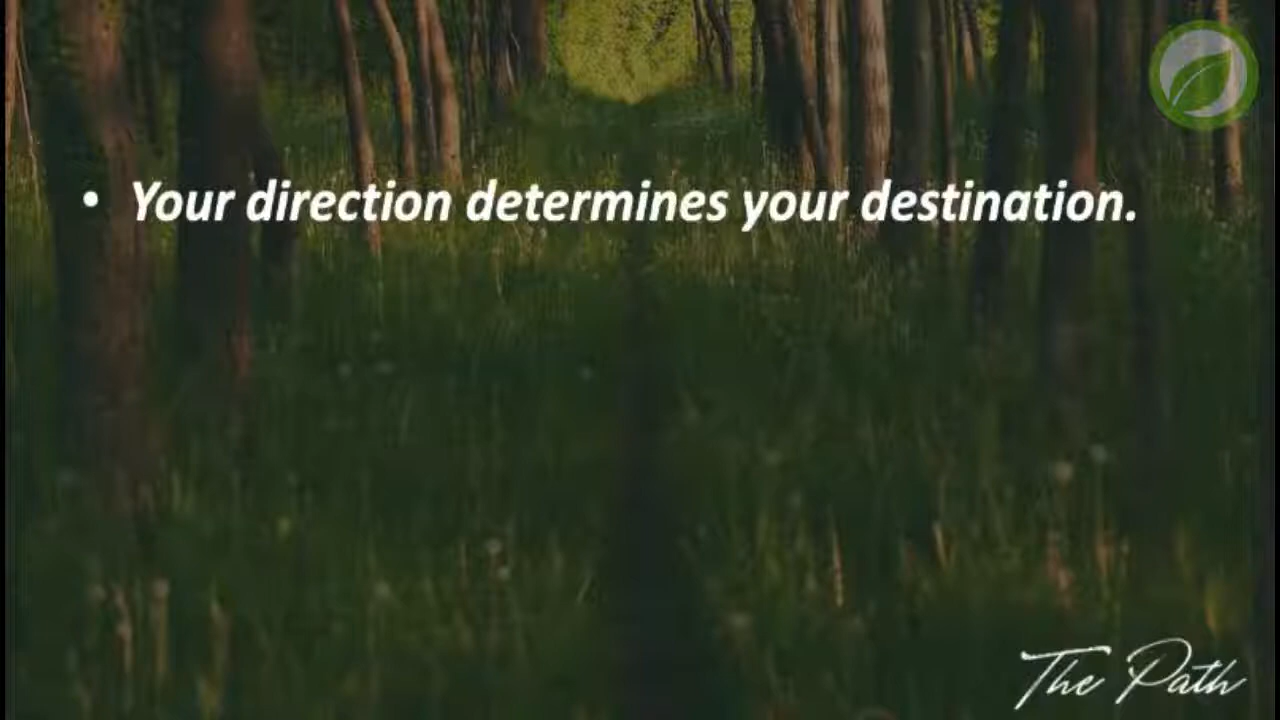 • Your direction determines your destination.
The Path